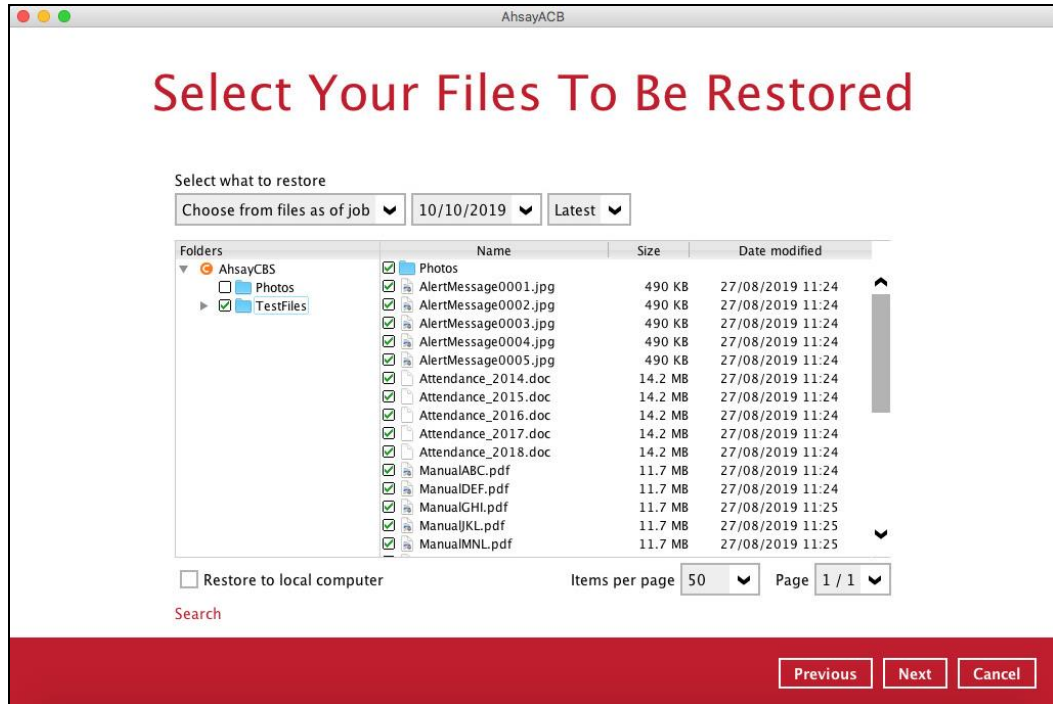 AhsayACB
Select Your Files To Be Restored
Select what to restore
Choose from files as of job 10/10/2019 Latest
Folders Name Size Date modified
AhsayCBS
Photos
TestFiles
Photos
AlertMessage0001.jpg 490 KB 27/08/2019 11:24
AlertMessage0002.jpg 490 KB 27/08/2019 11:24
AlertMessage0003.jpg 490 KB 27/08/2019 11:24
AlertMessage0004.jpg 490 KB 27/08/2019 11:24
AlertMessage0005.jpg 490 KB 27/08/2019 11:24
Attendance_2014.doc 14.2 MB 27/08/2019 11:24
Attendance_2015.doc 14.2 MB 27/08/2019 11:24
Attendance_2016.doc 14.2 MB 27/08/2019 11:24
Attendance_2017.doc 14.2 MB 27/08/2019 11:24
Attendance_2018.doc 14.2 MB 27/08/2019 11:24
ManualABC.pdf 11.7 MB 27/08/2019 11:24
ManualDEF.pdf 11.7 MB 27/08/2019 11:24
ManualGHI.pdf 11.7 MB 27/08/2019 11:25
ManualJKL.pdf 11.7 MB 27/08/2019 11:25
ManualMNL.pdf 11.7 MB 27/08/2019 11:25
Restore to local computer Items per page 50 Page 1 / 1
Search
Previous Next Cancel